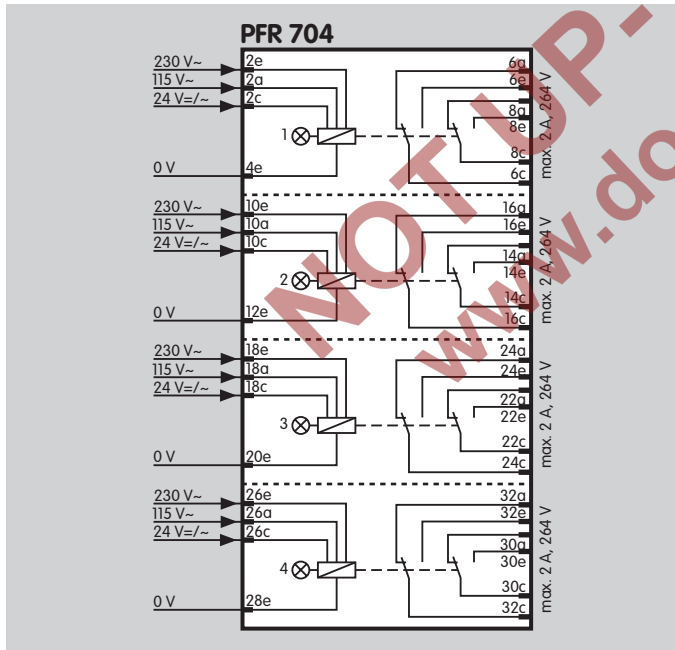 PFR 704
230 V~
2e
115 V~
2a
24 V=/~
2c
1
0 V
4e
6a
6e
8a
8e
8c
6c
max. 2 A, 264 V
230 V~
10e
115 V~
10a
24 V=/~
10c
2
0 V
12e
16a
16e
14a
14e
14c
16c
max. 2 A, 264 V
230 V~
18e
115 V~
18a
24 V=/~
18c
3
0 V
20e
24a
24e
22a
22e
22c
24c
max. 2 A, 264 V
230 V~
26e
115 V~
26a
24 V=/~
26c
4
0 V
28e
32a
32e
30a
30e
30c
32c
max. 2 A, 264 V
NOT UP-
www.do